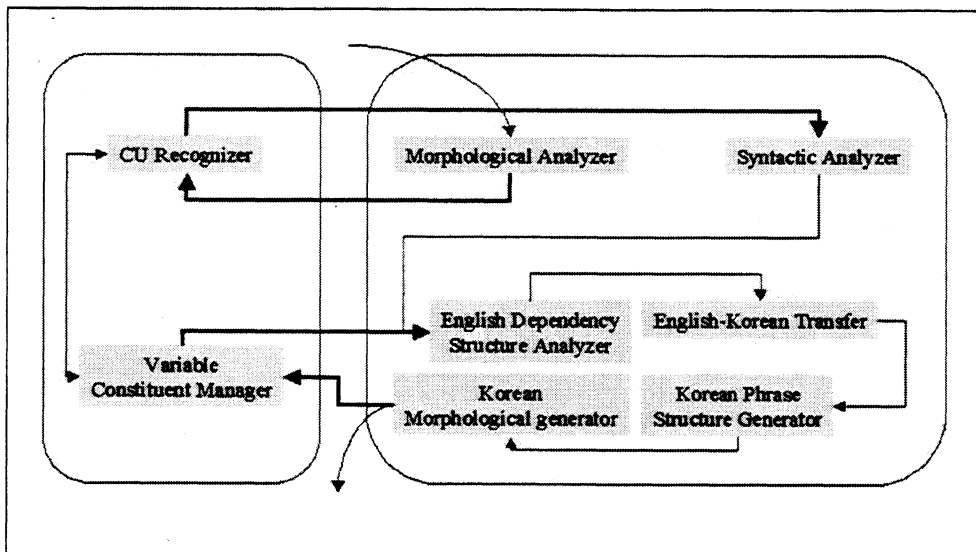 CU Recognizer
Morphological Analyzer
Syntactic Analyzer
English Dependency
Structure Analyzer
English-Korean Transfer
Variable
Constituent Manager
Korean
Morphological generator
Korean Phrase
Structure Generator